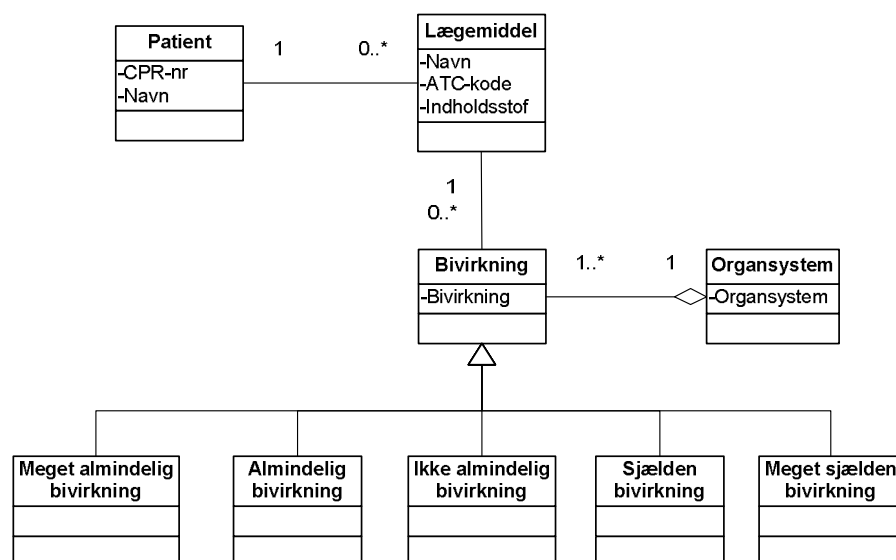 Patient
-CPR-nr
-Navn
1
0..*
Lægemiddel
-Navn
-ATC-kode
-Indholdsstof
1
0..*
Bivirkning
-Bivirkning
1..*
1
Organsystem
-Organsystem
Meget almindelig
bivirkning
Almindelig
bivirkning
Ikke almindelig
bivirkning
Sjælden
bivirkning
Meget sjælden
bivirkning